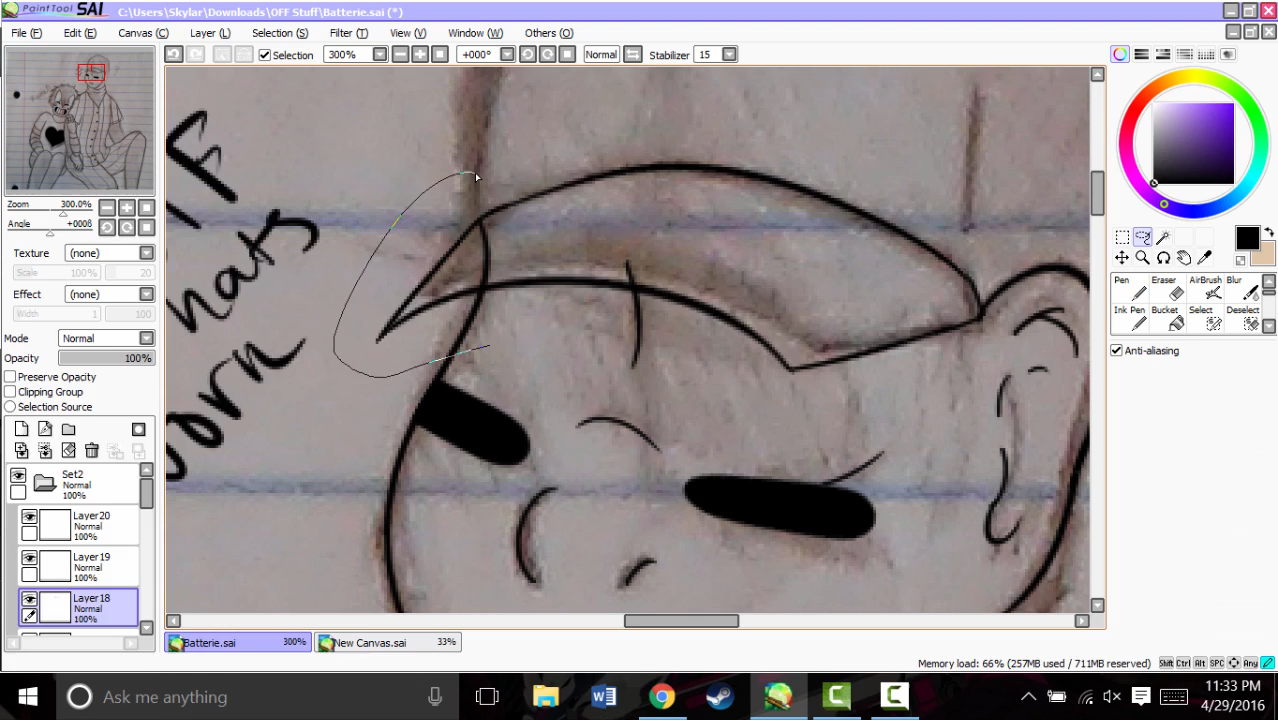 PaintTool SAI C:\Users\Skylar\Downloads\OFF Stuff\Batterie.sai (*)
File (F) Edit (E) Canvas (C) Layer (L) Selection (S) Filter (T) View (V) Window (W) Others (O)
Selection 300% +000° Normal Stabilizer 15
Zoom 300.0%
Angle +000°
Texture (none)
Scale 100% 20
Effect (none)
Width 1 100
Mode Normal
Opacity 100%
Preserve Opacity
Clipping Group
Selection Source
Set2
Normal
100%
Layer20
Normal
100%
Layer19
Normal
100%
Layer18
Normal
100%
hats
Pen Eraser AirBrush Blur
Ink Pen Bucket Select Deselect
Anti-aliasing
Batterie.sai 300% New Canvas.sai 33%
Memory load: 66% (257MB used / 711MB reserved) Shift Ctrl Alt SPC Any
Ask me anything
11:33 PM
4/29/2016